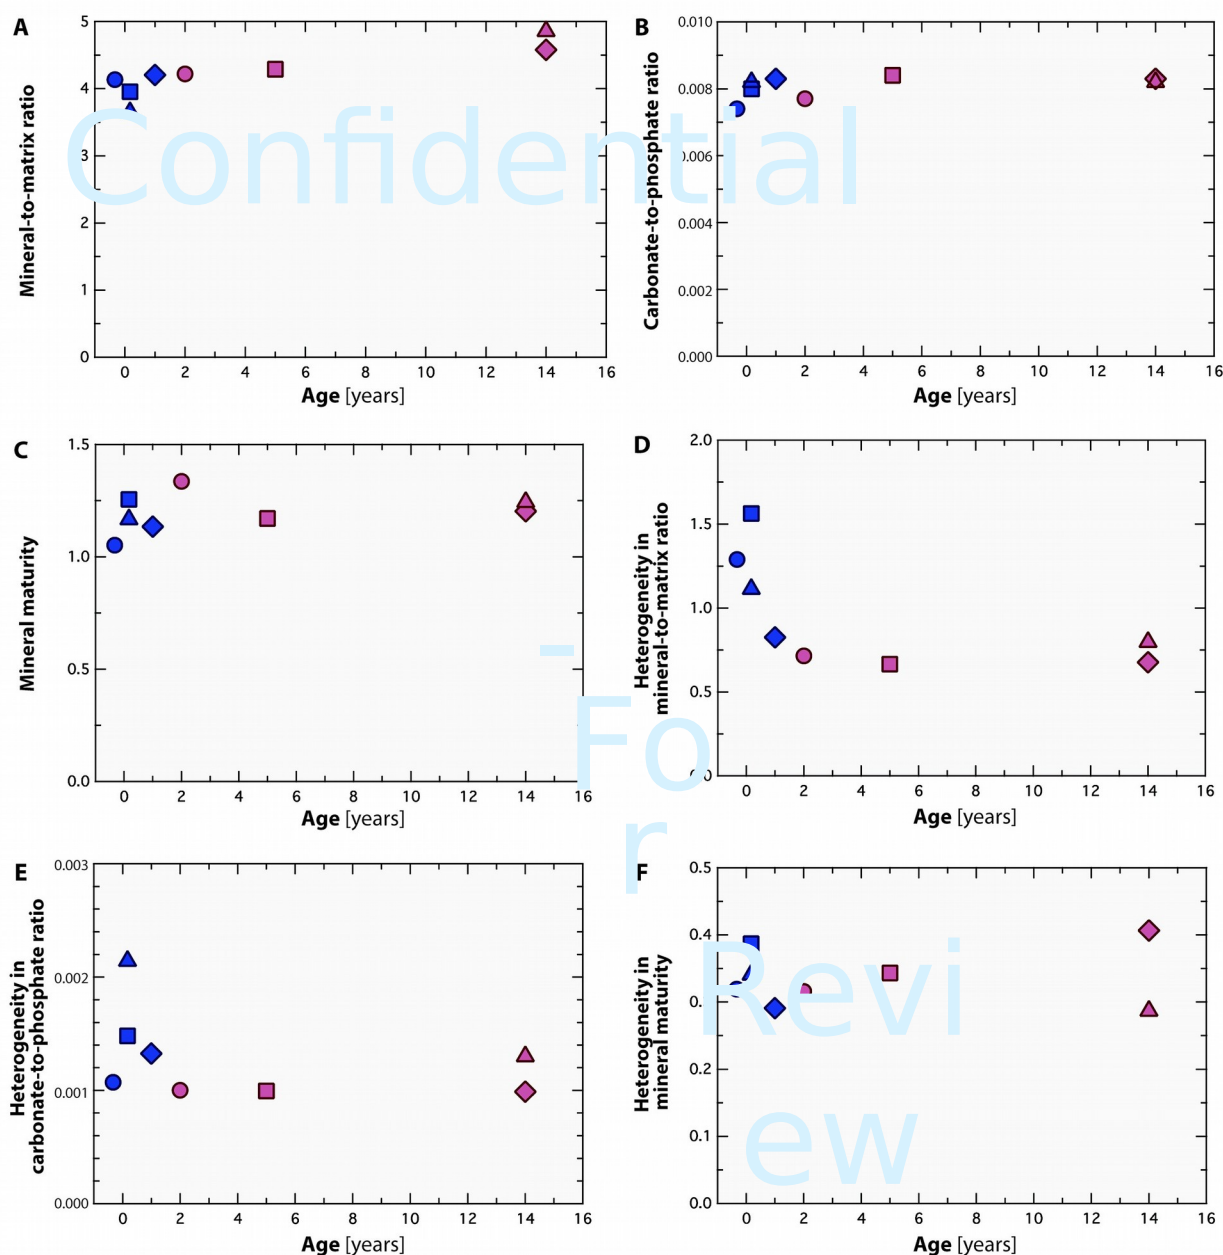 A
5
4
3
2
1
0
Mineral-to-matrix ratio
0 2 4 6 8 10 12 14 16
Age [years]
B
0.010
0.008
0.006
0.004
0.002
0.000
Carbonate-to-phosphate ratio
0 2 4 6 8 10 12 14 16
Age [years]
Confidential
C
1.5
1.0
0.5
0.0
Mineral maturity
0 2 4 6 8 10 12 14 16
Age [years]
D
2.0
1.5
1.0
0.5
0.0
Heterogeneity in
mineral-to-matrix ratio
0 2 4 6 8 10 12 14 16
Age [years]
-
Fo
r
E
0.003
0.002
0.001
0.000
Heterogeneity in
carbonate-to-phosphate ratio
0 2 4 6 8 10 12 14 16
Age [years]
F
0.5
0.4
0.
0.2
0.1
0.0
Heterogeneity in
mineral maturity
0 2 4 6 8 10 12 14 16
Age [years]
Revi
ew